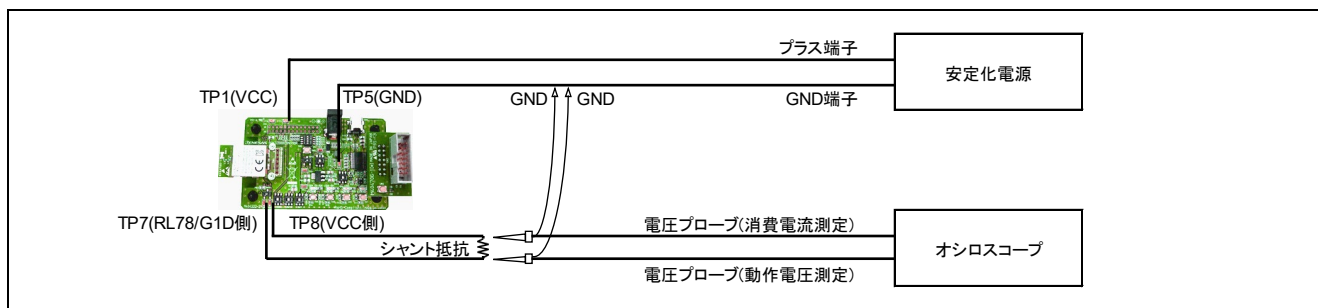 プラス端子
安定化電源
TP1(VCC)
TP5(GND)
GND
GND
GND端子
TP7(RL78/G1D側)
TP8(VCC側)
シャント抵抗
電圧プローブ(消費電流測定)
オシロスコープ
電圧プローブ(動作電圧測定)